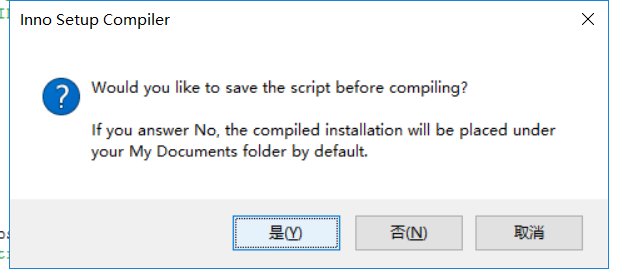 Inno Setup Compiler
Would you like to save the script before compiling?
If you answer No, the compiled installation will be placed under
your My Documents folder by default.
是(Y)
否(N)
取消